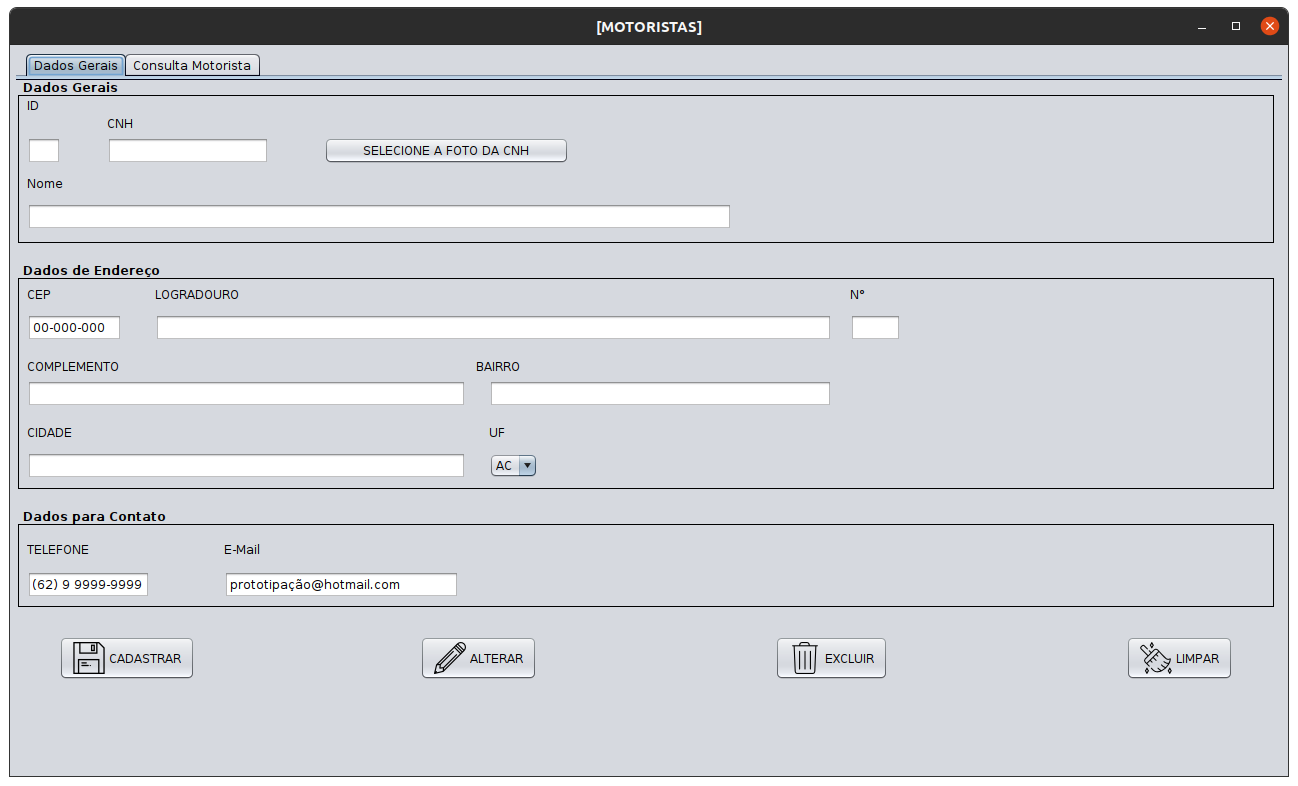 [MOTORISTAS]
Dados Gerais Consulta Motorista
Dados Gerais
ID
CNH
SELECIONE A FOTO DA CNH
Nome
Dados de Endereço
CEP LOGRADOURO N°
00-000-000
COMPLEMENTO BAIRRO
CIDADE UF
AC
Dados para Contato
TELEFONE E-Mail
(62) 9 9999-9999 prototipação@hotmail.com
CADASTRAR ALTERAR EXCLUIR LIMPAR